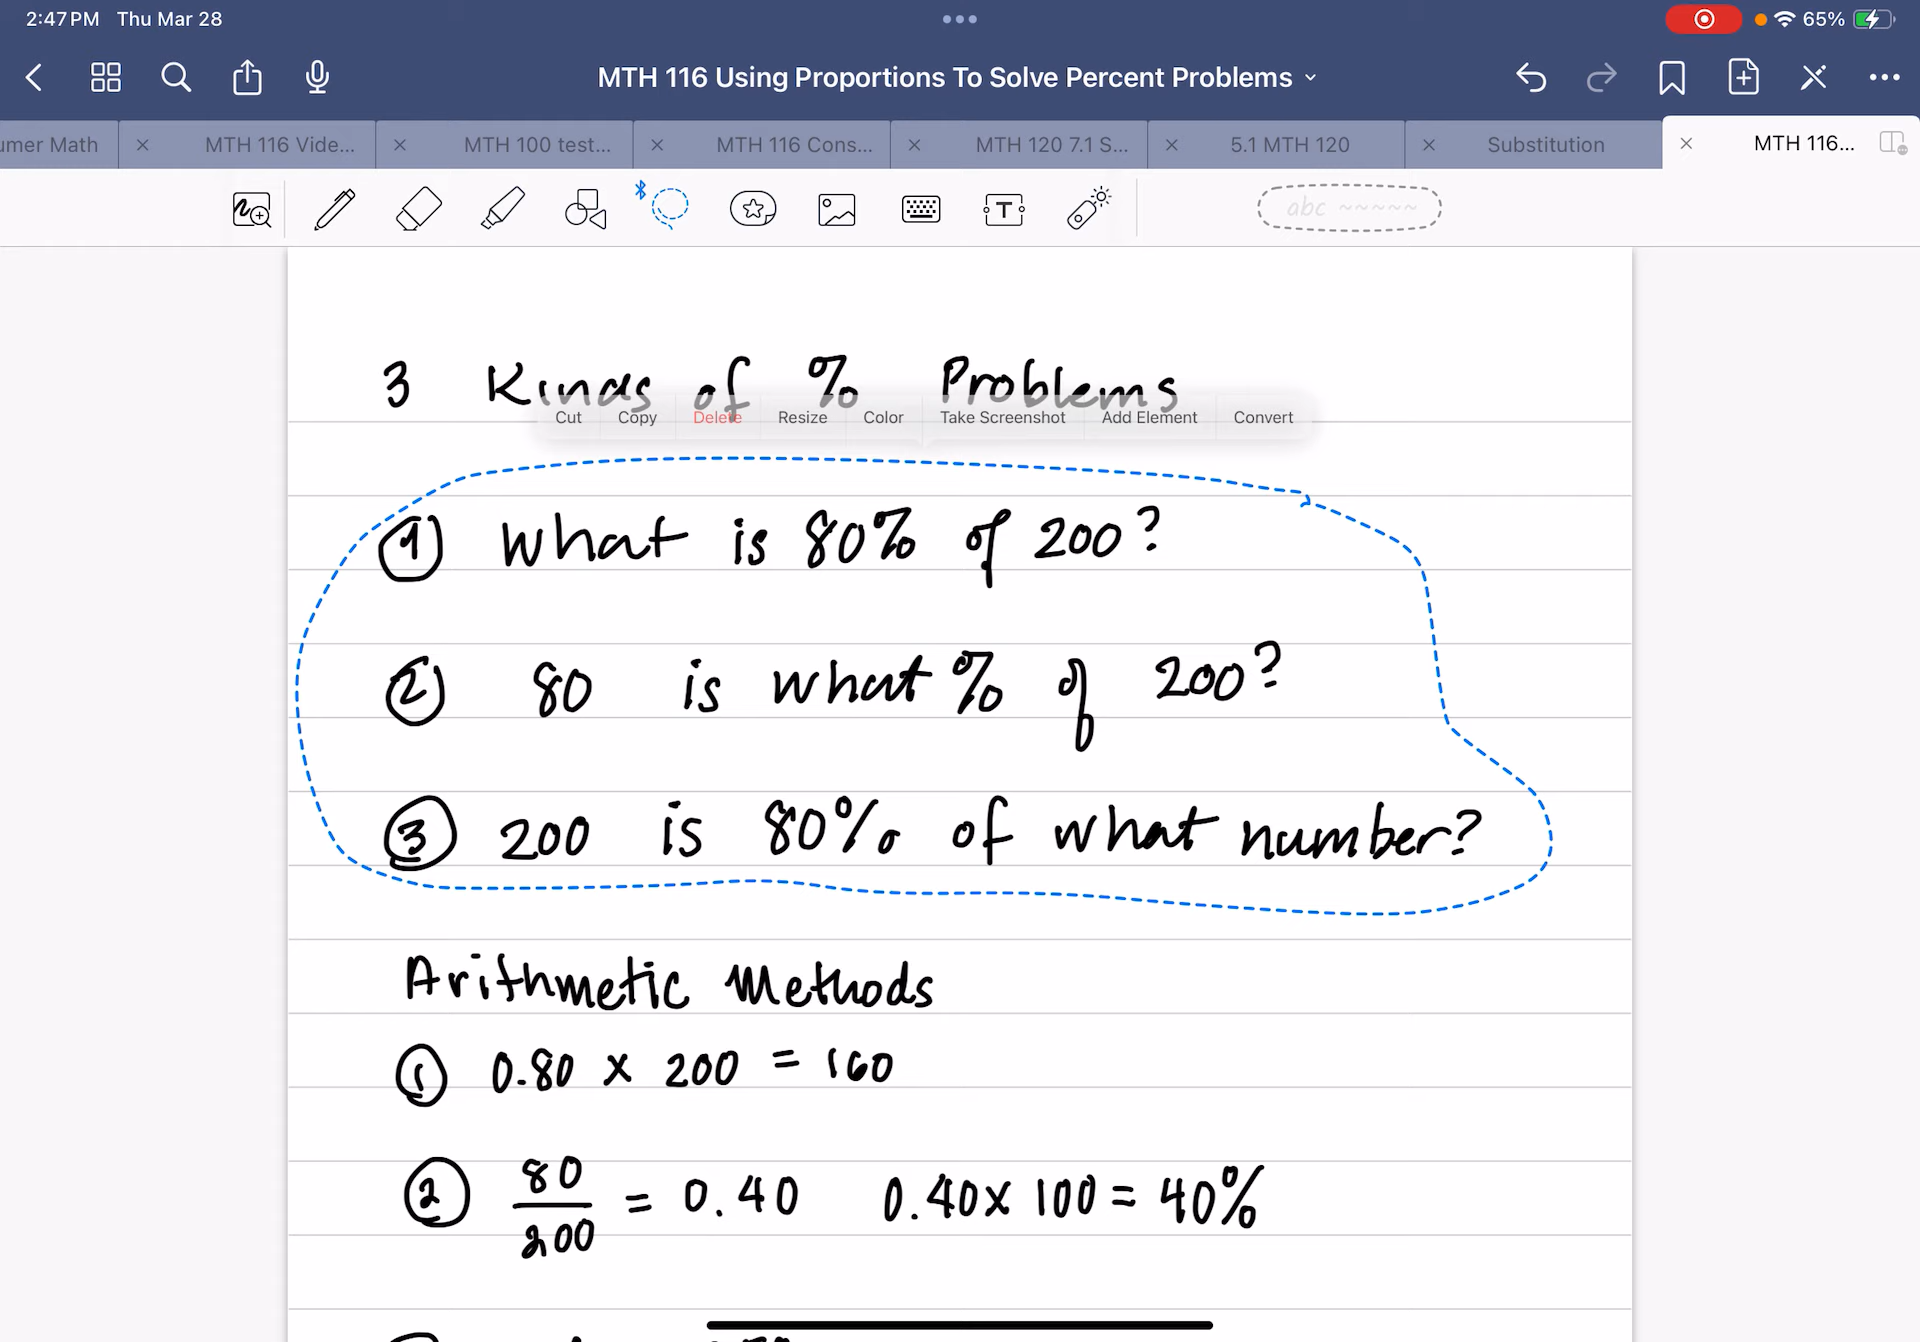 2:47 PM Thu Mar 28 65%
MTH 116 Using Proportions To Solve Percent Problems
umer Math MTH 116 Vide... MTH 100 test... MTH 116 Cons... MTH 120 7.1 S... 5.1 MTH 120 Substitution MTH 116...
T abc
3 Kinds of % Problems
Cut Copy Delete Resize Color Take Screenshot Add Element Convert
1 What is 80% of 200?
2 80 is what % of 200?
3 200 is 80% of what number?
Arithmetic Methods
1 0.80 x 200 = 160
2 80/200 = 0.40 0.40 x 100 = 40%